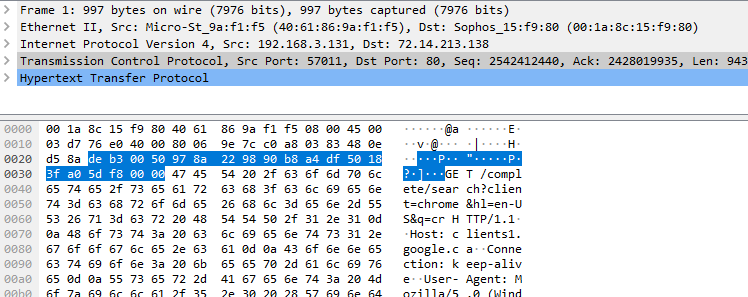 Frame 1: 997 bytes on wire (7976 bits), 997 bytes captured (7976 bits)
Ethernet II, Src: Micro-St_9a:f1:f5 (40:61:86:9a:f1:f5), Dst: Sophos_15:f9:80 (00:1a:8c:15:f9:80)
Internet Protocol Version 4, Src: 192.168.3.131, Dst: 72.14.213.138
Transmission Control Protocol, Src Port: 57011, Dst Port: 80, Seq: 2542412440, Ack: 2428019935, Len: 943
Hypertext Transfer Protocol
0000 00 1a 8c 15 f9 80 40 61 86 9a f1 f5 08 00 45 00 ······@a ······E·
0010 03 d7 76 e0 40 00 80 06 9e 7c c0 a8 03 83 48 0e ··v·@··· ·|····H·
0020 d5 8a de b3 00 50 97 8a 22 98 90 b8 a4 df 50 18 ·····P·· "·····P·
0030 3f a0 5d f8 00 00 47 45 54 20 2f 63 6f 6d 70 6c ?·]···GE T /compl
0040 65 74 65 2f 73 65 61 72 63 68 3f 63 6c 69 65 6e ete/sear ch?clien
0050 74 3d 63 68 72 6f 6d 65 26 68 6c 3d 65 6e 2d 55 t=chrome &hl=en-U
0060 53 26 71 3d 63 72 20 48 54 54 50 2f 31 2e 31 0d S&q=cr H TTP/1.1·
0070 0a 48 6f 73 74 3a 20 63 6c 69 65 6e 74 73 31 2e ·Host: c lients1.
0080 67 6f 6f 67 6c 65 2e 63 61 0d 0a 43 6f 6e 6e 65 google.c a··Conne
0090 63 74 69 6f 6e 3a 20 6b 65 65 70 2d 61 6c 69 76 ction: k eep-aliv
00a0 65 0d 0a 55 73 65 72 2d 41 67 65 6e 74 3a 20 4d e··User- Agent: M
00b0 6f 7a 69 6c 6c 61 2f 35 2e 30 20 28 57 69 6e 64 ozilla/5 .0 (Wind